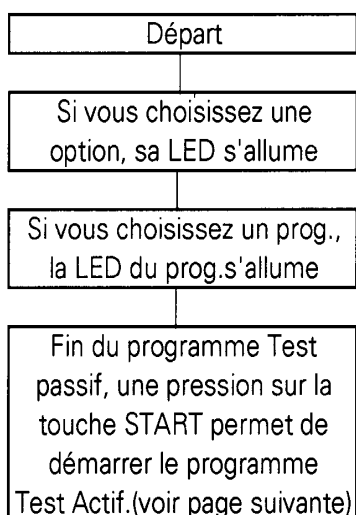 Départ
Si vous choisissez une
option, sa LED s'allume
Si vous choisissez un prog.,
la LED du prog.s'allume
Fin du programme Test
passif, une pression sur la
touche START permet de
démarrer le programme
Test Actif.(voir page suivante)